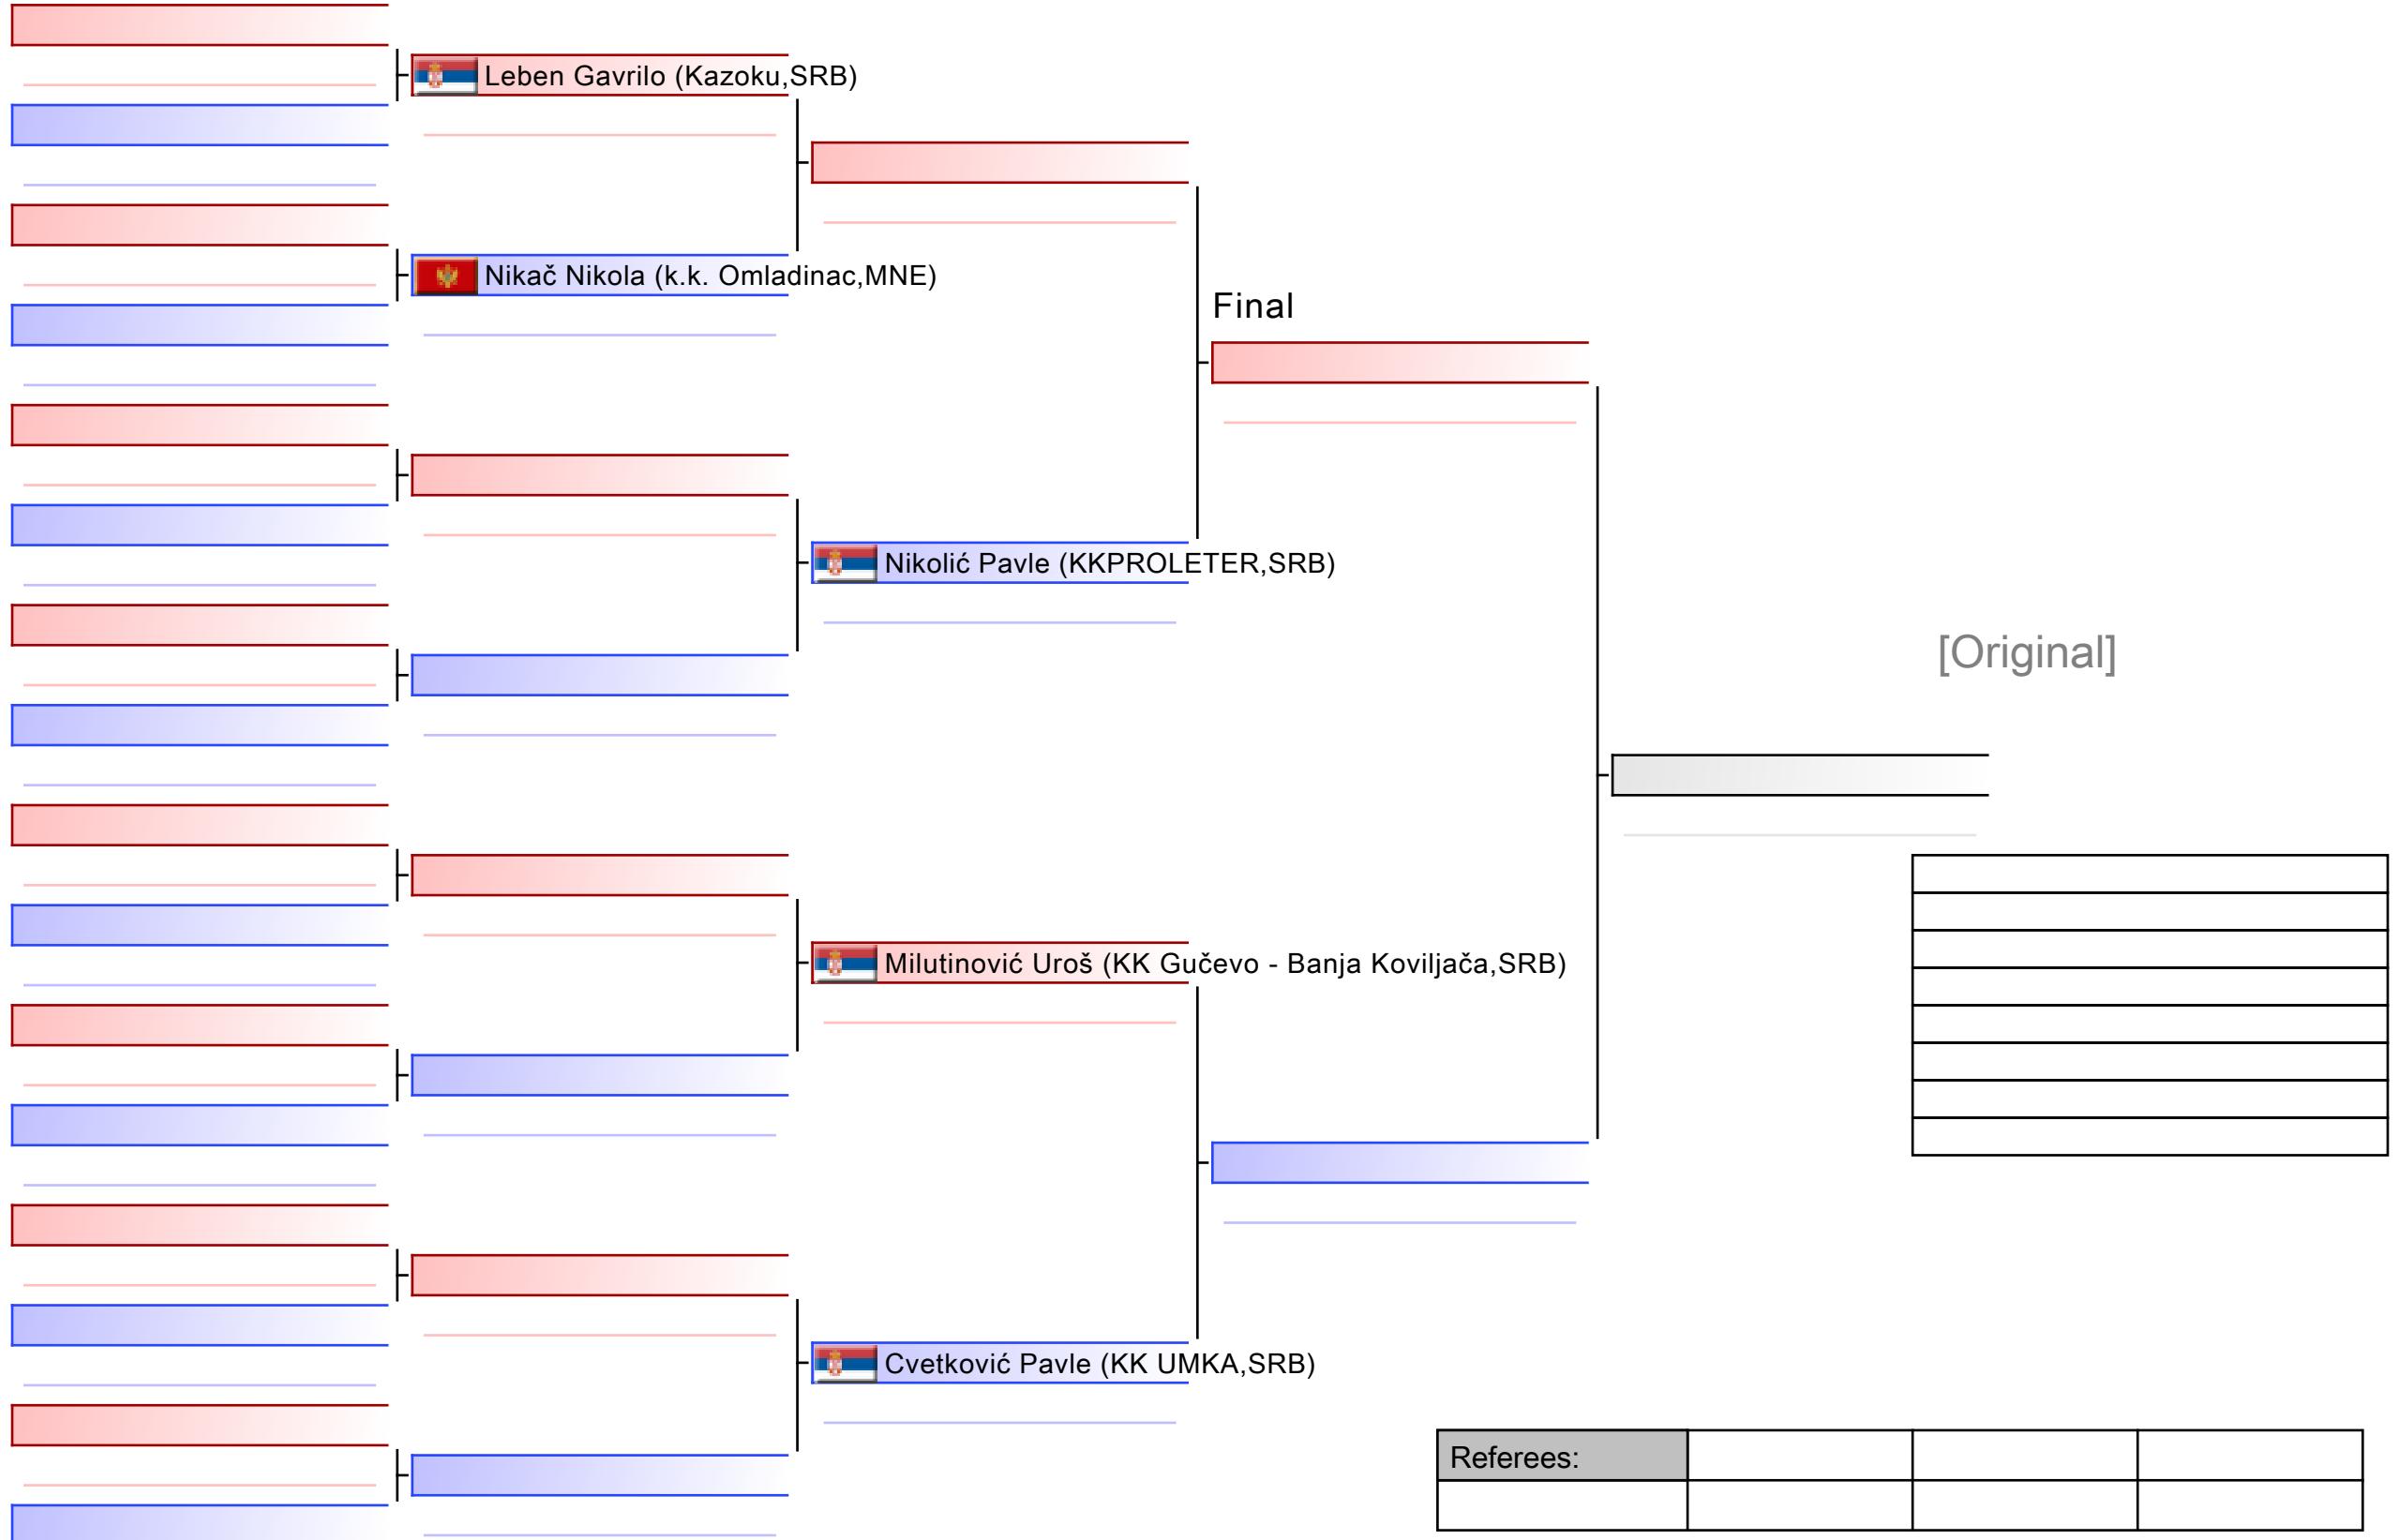 Leben Gavrilo (Kazoku,SRB)
Nikač Nikola (k.k. Omladinac,MNE)
Final
Nikolić Pavle (KKPROLETER,SRB)
[Original]
Milutinović Uroš (KK Gučevo - Banja Koviljača,SRB)
Cvetković Pavle (KK UMKA,SRB)
Referees: